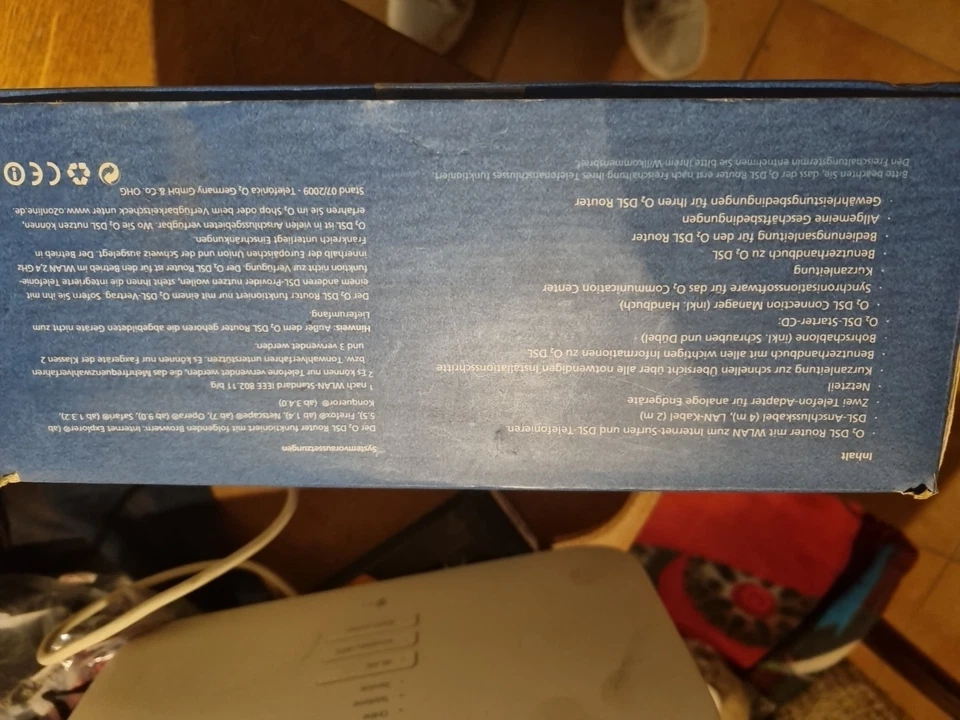 Inhalt
· O₂ DSL Router mit WLAN zum Internet-Surfen und DSL-Telefonieren
· DSL-Anschlusskabel (4 m), LAN-Kabel (2 m)
· Zwei Telefon-Adapter für analoge Endgeräte
· Netzteil
· Kurzanleitung zur schnellen Übersicht über alle notwendigen Installationsschritte
· Benutzerhandbuch mit allen wichtigen Informationen zu O₂ DSL
· Bohrschablone (inkl. Schrauben und Dübel)
· O₂ DSL-Starter-CD:
· O₂ DSL Connection Manager (inkl. Handbuch)
· Synchronisationssoftware für das O₂ Communication Center
· Kurzanleitung
· Benutzerhandbuch zu O₂ DSL
· Bedienungsanleitung für den O₂ DSL Router
· Allgemeine Geschäftsbedingungen
· Gewährleistungsbedingungen für Ihren O₂ DSL Router
Bitte beachten Sie, dass der O₂ DSL Router erst nach Freischaltung Ihres Telefonanschlusses funktioniert.
Den Freischaltungstermin entnehmen Sie bitte Ihrem Willkommensbrief.
Systemvoraussetzungen
Der O₂ DSL Router funktioniert mit folgenden Browsern: Internet Explorer® (ab
5.5), Firefox® (ab 1.4), Netscape® (ab 7), Opera® (ab 9.0), Safari® (ab 1.3.2),
Konqueror® (ab 3.4.0)
¹ nach WLAN-Standard IEEE 802.11 b/g
² Es können nur Telefone verwendet werden, die das Mehrfrequenzwahlverfahren
bzw. Tonwahlverfahren unterstützen. Es können nur Faxgeräte der Klassen 2
und 3 verwendet werden.
Hinweis: Außer dem O₂ DSL Router gehören die abgebildeten Geräte nicht zum
Lieferumfang.
Der O₂ DSL Router funktioniert nur mit einem O₂ DSL-Vertrag. Sofern Sie ihn mit
einem anderen DSL-Provider nutzen wollen, steht Ihnen die integrierte Telefonie-
funktion nicht zur Verfügung. Der O₂ DSL Router ist für den Betrieb im WLAN 2,4 GHz
innerhalb der Europäischen Union und der Schweiz ausgelegt. Der Betrieb in
Frankreich unterliegt Einschränkungen.
O₂ DSL ist in vielen Anschlussgebieten verfügbar. Wo Sie O₂ DSL nutzen können,
erfahren Sie im O₂ Shop oder beim Verfügbarkeitscheck unter www.o2online.de.
Stand 07/2009 - Telefónica O₂ Germany GmbH & Co. OHG
CE
WLAN
Online